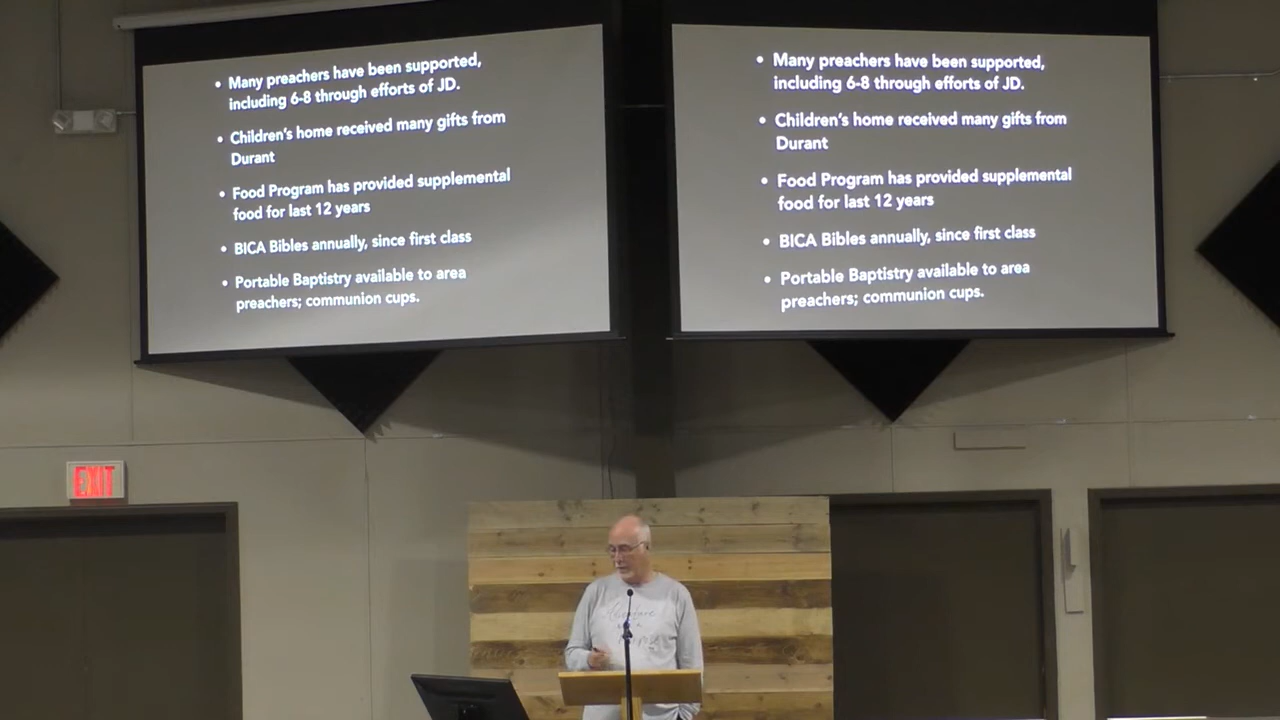 • Many preachers have been supported,
including 6-8 through efforts of JD.
• Children's home received many gifts from
Durant
• Food Program has provided supplemental
food for last 12 years
• BICA Bibles annually, since first class
• Portable Baptistry available to area
preachers; communion cups.
• Many preachers have been supported,
including 6-8 through efforts of JD.
• Children's home received many gifts from
Durant
• Food Program has provided supplemental
food for last 12 years
• BICA Bibles annually, since first class
• Portable Baptistry available to area
preachers; communion cups.
EXIT